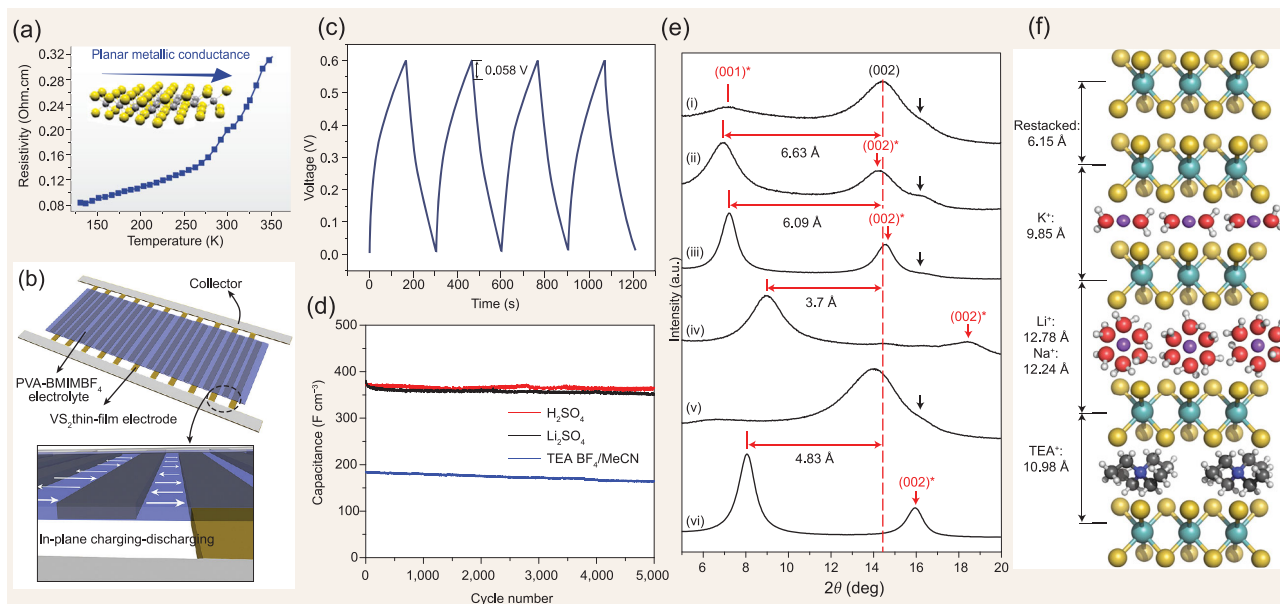 (a)
Planar metallic conductance
0.32
0.28
0.24
0.20
0.16
0.12
0.08
Resistivity (Ohm.cm)
150 200 250 300 350
Temperature (K)
(b)
Collector
PVA-BMIMBF4
electrolyte
VS2thin-film electrode
In-plane charging-discharging
(c)
0.6
0.5
0.4
0.3
0.2
0.1
0.0
Voltage (V)
0.058 V
0 200 400 600 800 1000 1200
Time (s)
(d)
500
400
300
200
100
0
Capacitance (F cm⁻³)
H2SO4
Li2SO4
TEA BF4/MeCN
0 1,000 2,000 3,000 4,000 5,000
Cycle number
(e)
Intensity (a.u.)
(001)*
(002)
(i)
6.63 Å
(002)*
(ii)
6.09 Å
(002)*
(iii)
3.7 Å
(002)*
(iv)
(v)
4.83 Å
(002)*
(vi)
6 8 10 12 14 16 18 20
2θ (deg)
(f)
Restacked:
6.15 Å
K⁺:
9.85 Å
Li⁺:
12.78 Å
Na⁺:
12.24 Å
TEA⁺:
10.98 Å